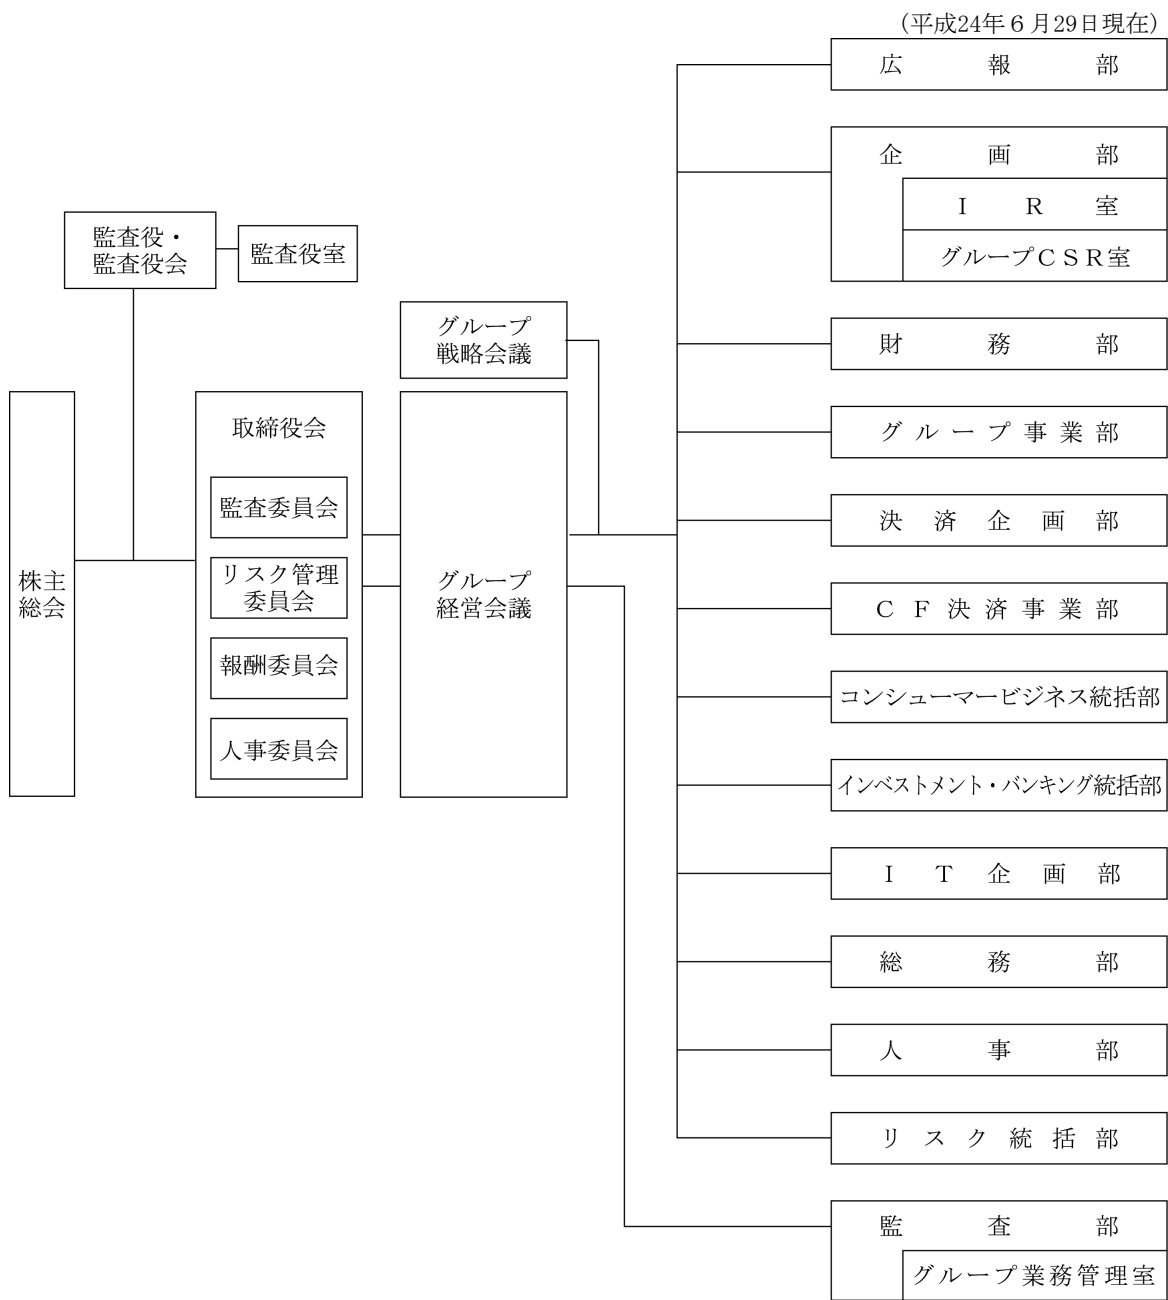 (平成24年６月29日現在)
広報部
企画部
ＩＲ室
グループＣＳＲ室
監査役・
監査役会
監査役室
グループ
戦略会議
財務部
グループ事業部
取締役会
監査委員会
リスク管理
委員会
報酬委員会
人事委員会
株主
総会
グループ
経営会議
決済企画部
ＣＦ決済事業部
コンシューマービジネス統括部
インベストメント・バンキング統括部
ＩＴ企画部
総務部
人事部
リスク統括部
監査部
グループ業務管理室